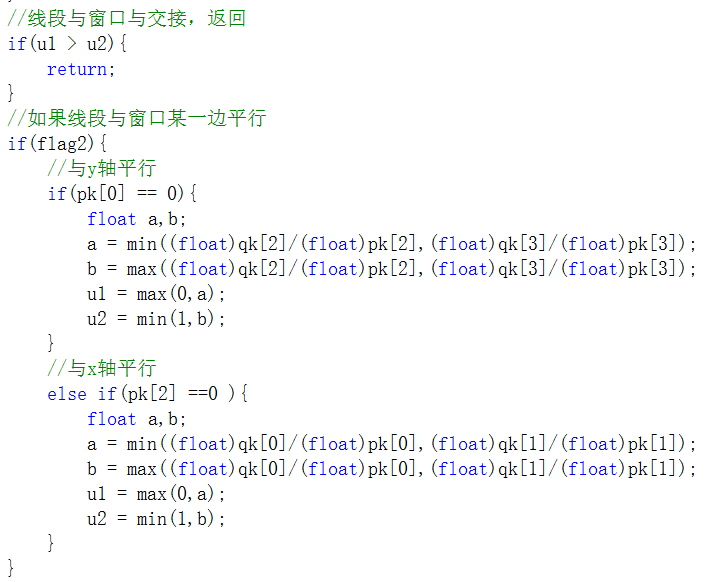 //线段与窗口与交接，返回
if(u1 > u2){
    return;
}
//如果线段与窗口某一边平行
if(flag2){
    //与y轴平行
    if(pk[0] == 0){
        float a,b;
        a = min((float)qk[2]/(float)pk[2],(float)qk[3]/(float)pk[3]);
        b = max((float)qk[2]/(float)pk[2],(float)qk[3]/(float)pk[3]);
        u1 = max(0,a);
        u2 = min(1,b);
    }
    //与x轴平行
    else if(pk[2] ==0 ){
        float a,b;
        a = min((float)qk[0]/(float)pk[0],(float)qk[1]/(float)pk[1]);
        b = max((float)qk[0]/(float)pk[0],(float)qk[1]/(float)pk[1]);
        u1 = max(0,a);
        u2 = min(1,b);
    }
}